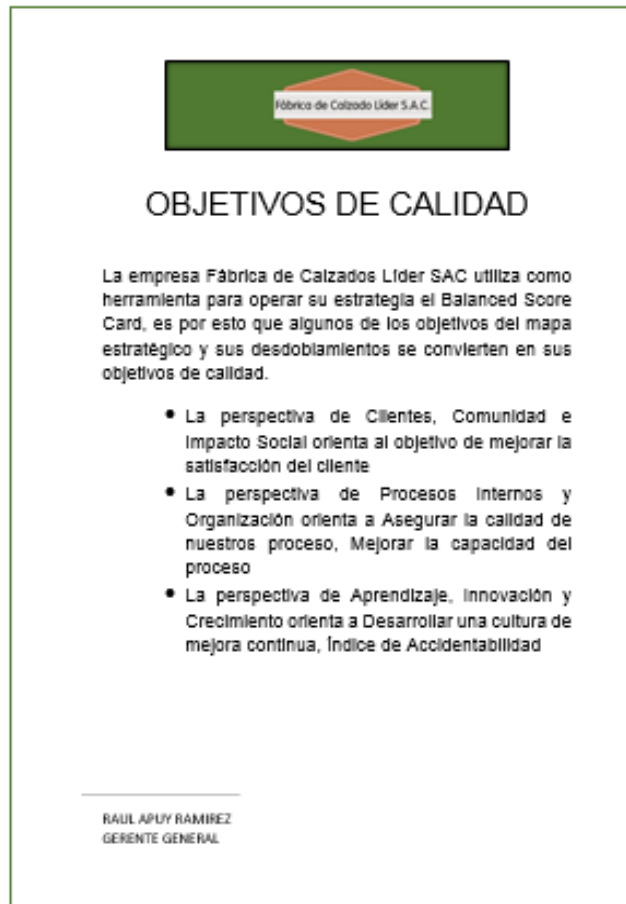 Fábrica de Calzado Líder S.A.C.
OBJETIVOS DE CALIDAD
La empresa Fábrica de Calzados Líder SAC utiliza como
herramienta para operar su estrategia el Balanced Score
Card, es por esto que algunos de los objetivos del mapa
estratégico y sus desdoblamientos se convierten en sus
objetivos de calidad.
● La perspectiva de Clientes, Comunidad e
Impacto Social orienta al objetivo de mejorar la
satisfacción del cliente
● La perspectiva de Procesos Internos y
Organización orienta a Asegurar la calidad de
nuestros proceso, Mejorar la capacidad del
proceso
● La perspectiva de Aprendizaje, Innovación y
Crecimiento orienta a Desarrollar una cultura de
mejora continua, Índice de Accidentabilidad
RAUL APUY RAMIREZ
GERENTE GENERAL